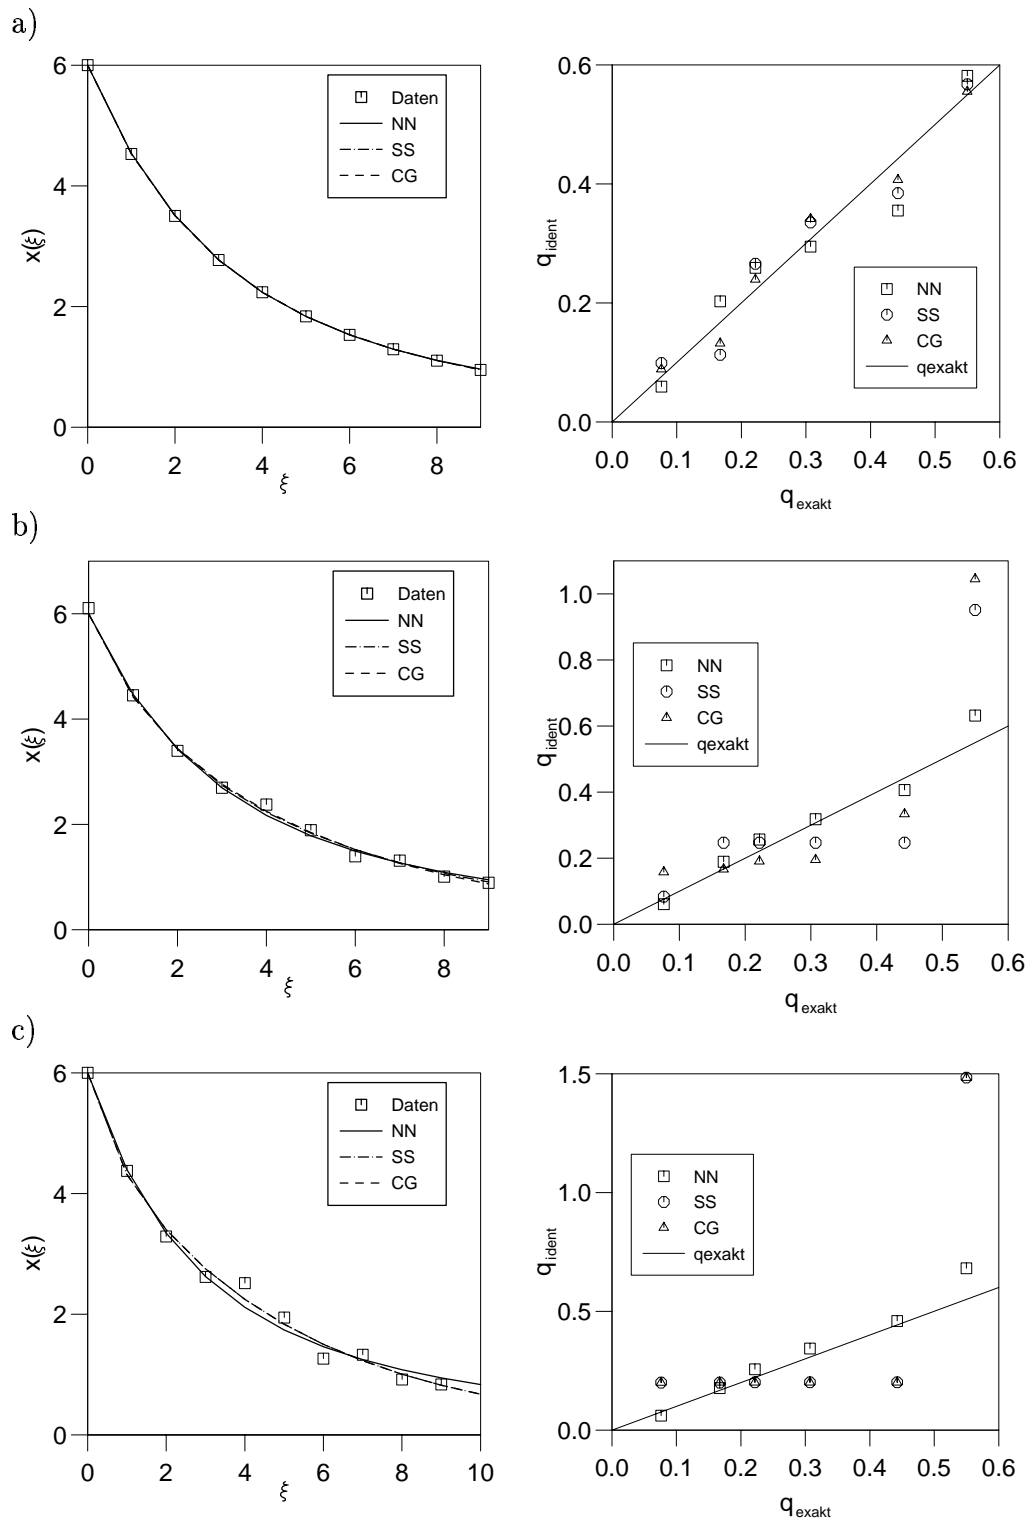 a)
6
4
2
0
x(ξ)
0 2 4 6 8
ξ
Daten
NN
SS
CG
0.6
0.4
0.2
0.0
q_ident
0.0 0.1 0.2 0.3 0.4 0.5 0.6
q_exakt
NN
SS
CG
qexakt
b)
6
4
2
0
x(ξ)
0 2 4 6 8
ξ
Daten
NN
SS
CG
1.0
0.8
0.6
0.4
0.2
0.0
q_ident
0.0 0.1 0.2 0.3 0.4 0.5 0.6
q_exakt
NN
SS
CG
qexakt
c)
6
4
2
0
x(ξ)
0 2 4 6 8 10
ξ
Daten
NN
SS
CG
1.5
1.0
0.5
0.0
q_ident
0.0 0.1 0.2 0.3 0.4 0.5 0.6
q_exakt
NN
SS
CG
qexakt